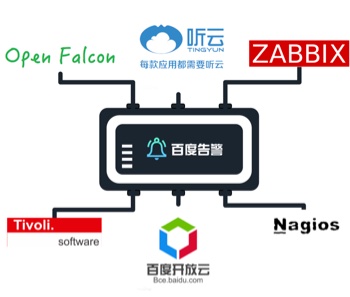 Open Falcon
听云
TINGYUN
每款应用都需要听云
ZABBIX
百度告警
Tivoli.
software
Nagios
百度开放云
Bce.baidu.com